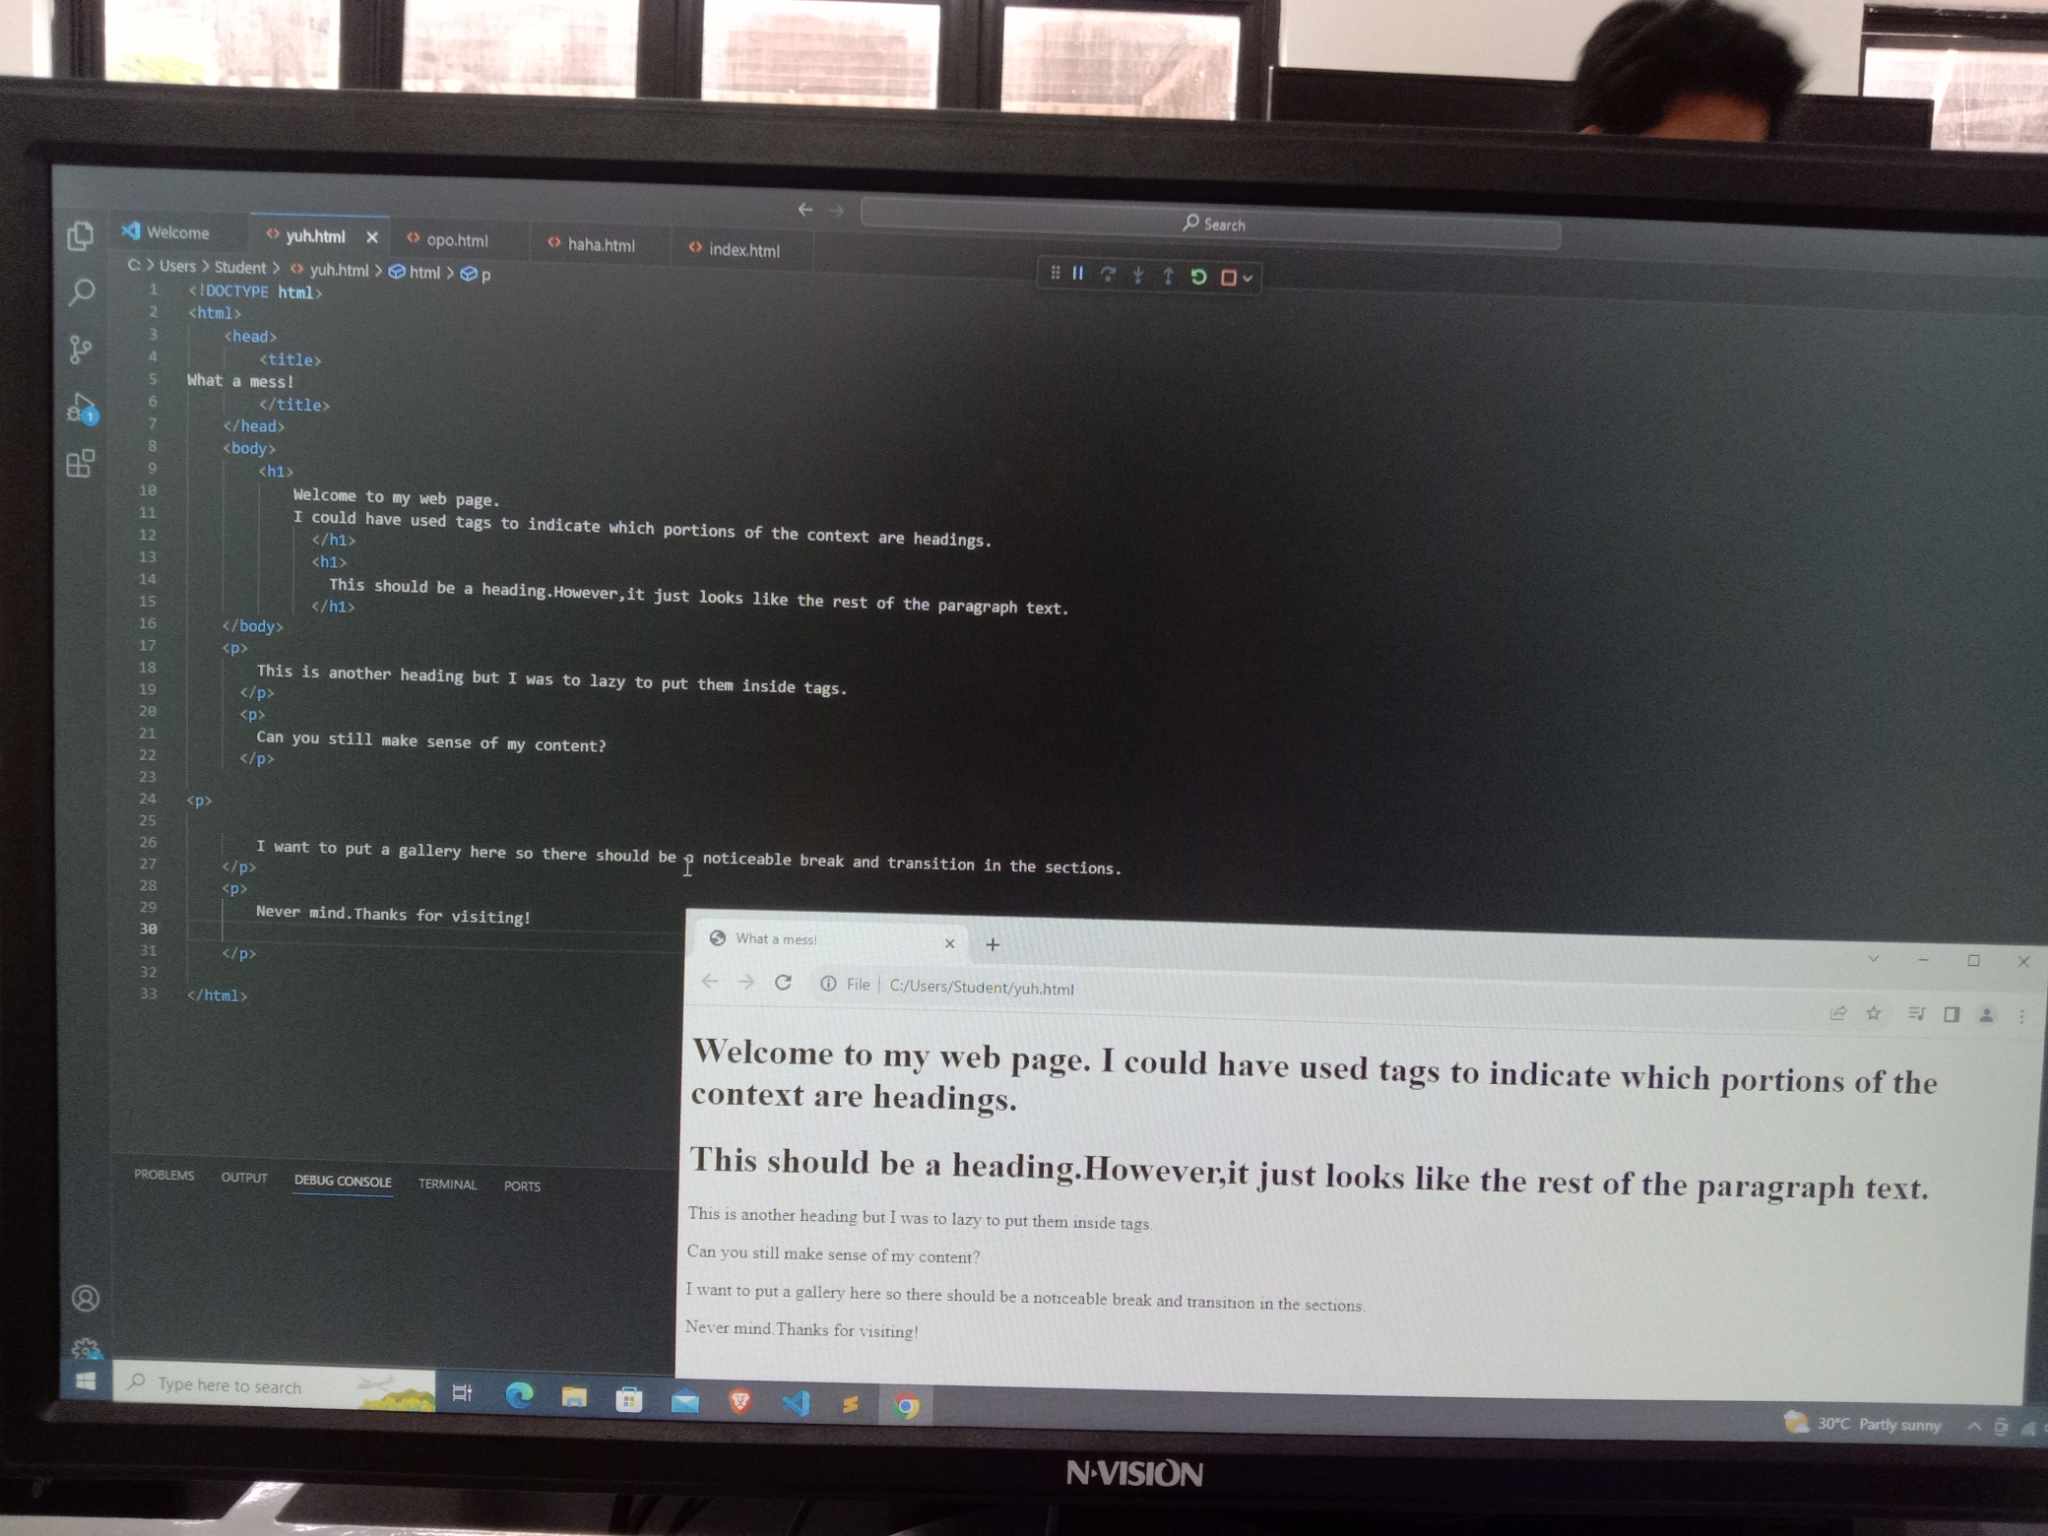 Search
Welcome
yuh.html
opo.html
haha.html
index.html
C: > Users > Student > yuh.html > html > p
1 <!DOCTYPE html>
2 <html>
3 <head>
4 <title>
5 What a mess!
6 </title>
7 </head>
8 <body>
9 <h1>
10 Welcome to my web page.
11 I could have used tags to indicate which portions of the context are headings.
12 </h1>
13 <h1>
14 This should be a heading.However,it just looks like the rest of the paragraph text.
15 </h1>
16 </body>
17 <p>
18 This is another heading but I was to lazy to put them inside tags.
19 </p>
20 <p>
21 Can you still make sense of my content?
22 </p>
23
24 <p>
25
26 I want to put a gallery here so there should be a noticeable break and transition in the sections.
27 </p>
28 <p>
29 Never mind.Thanks for visiting!
30
31 </p>
32
33 </html>
1
PROBLEMS OUTPUT DEBUG CONSOLE TERMINAL PORTS
What a mess!
File | C:/Users/Student/yuh.html
Welcome to my web page. I could have used tags to indicate which portions of the
context are headings.
This should be a heading.However,it just looks like the rest of the paragraph text.
This is another heading but I was to lazy to put them inside tags.
Can you still make sense of my content?
I want to put a gallery here so there should be a noticeable break and transition in the sections.
Never mind.Thanks for visiting!
Type here to search
30°C Partly sunny
N-VISION